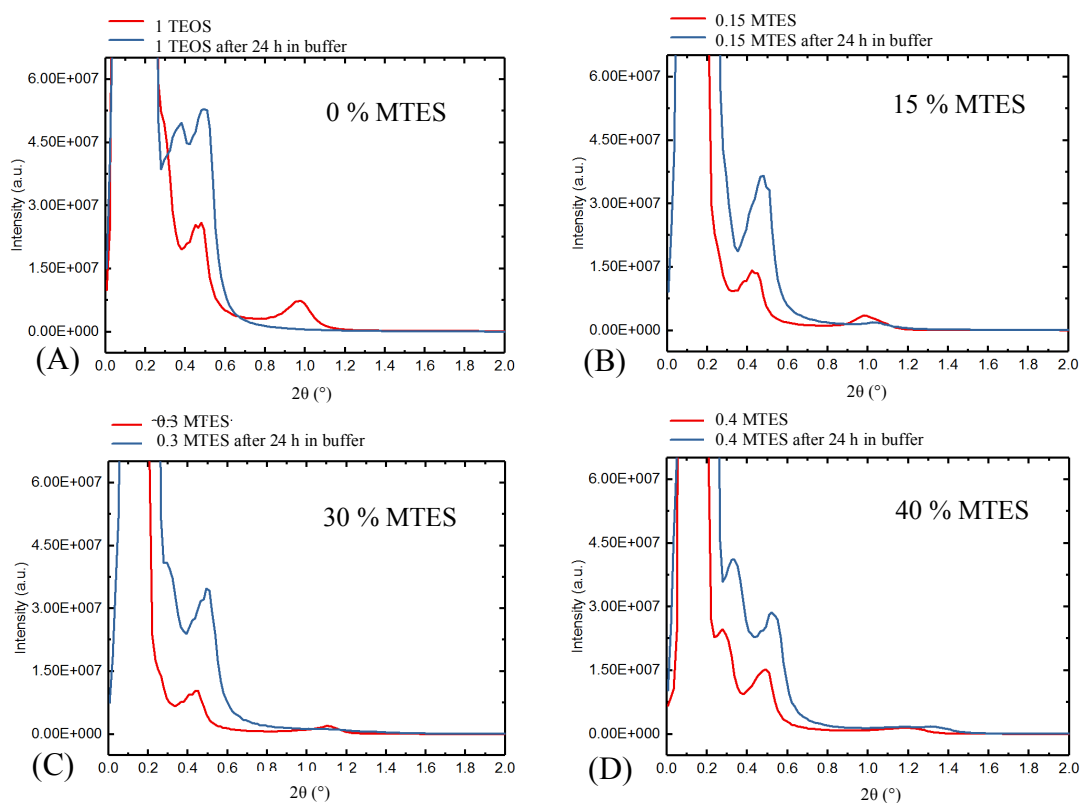 1 TEOS
1 TEOS after 24 h in buffer
6.00E+007
4.50E+007
3.00E+007
1.50E+007
0.00E+000
Intensity (a.u.)
0 % MTES
0.0 0.2 0.4 0.6 0.8 1.0 1.2 1.4 1.6 1.8 2.0
2θ (°)
(A)
0.15 MTES
0.15 MTES after 24 h in buffer
6.00E+007
4.50E+007
3.00E+007
1.50E+007
0.00E+000
Intensity (a.u.)
15 % MTES
0.0 0.2 0.4 0.6 0.8 1.0 1.2 1.4 1.6 1.8 2.0
2θ (°)
(B)
0.3 MTES
0.3 MTES after 24 h in buffer
6.00E+007
4.50E+007
3.00E+007
1.50E+007
0.00E+000
Intensity (a.u.)
30 % MTES
0.0 0.2 0.4 0.6 0.8 1.0 1.2 1.4 1.6 1.8 2.0
2θ (°)
(C)
0.4 MTES
0.4 MTES after 24 h in buffer
6.00E+007
4.50E+007
3.00E+007
1.50E+007
0.00E+000
Intensity (a.u.)
40 % MTES
0.0 0.2 0.4 0.6 0.8 1.0 1.2 1.4 1.6 1.8 2.0
2θ (°)
(D)